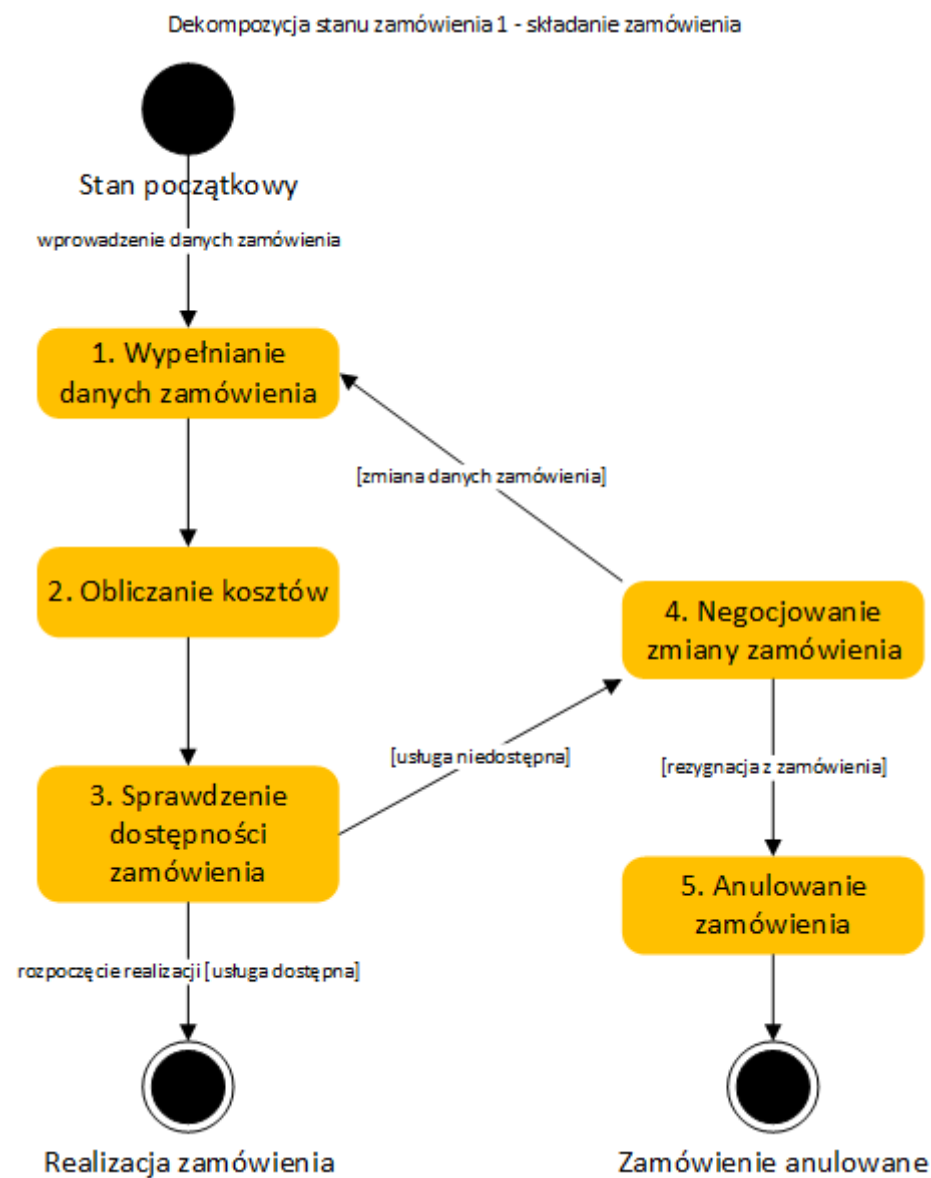 Dekompozycja stanu zamówienia 1 - składanie zamówienia
Stan początkowy
wprowadzenie danych zamówienia
1. Wypełnianie
danych zamówienia
[zmiana danych zamówienia]
2. Obliczanie kosztów
4. Negocjowanie
zmiany zamówienia
[usługa niedostępna]
[rezygnacja z zamówienia]
3. Sprawdzenie
dostępności
zamówienia
5. Anulowanie
zamówienia
rozpoczęcie realizacji [usługa dostępna]
Realizacja zamówienia
Zamówienie anulowane